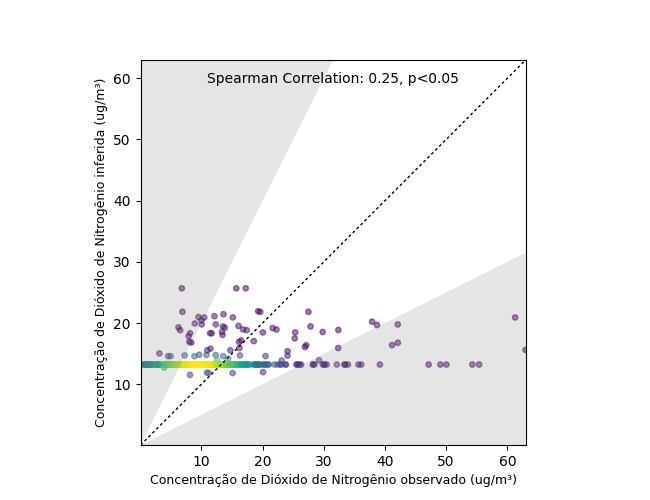 Spearman Correlation: 0.25, p<0.05
Concentração de Dióxido de Nitrogênio inferida (ug/m³)
60
50
40
30
20
10
10 20 30 40 50 60
Concentração de Dióxido de Nitrogênio observado (ug/m³)